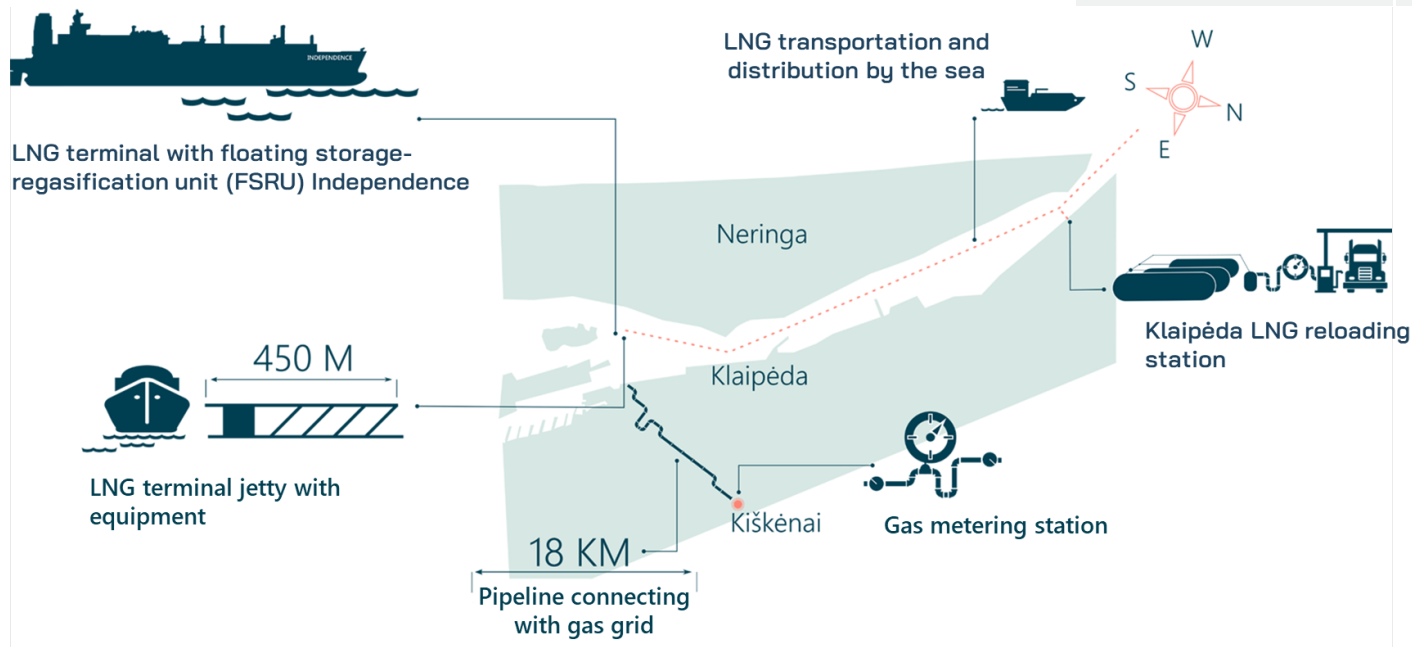 INDEPENDENCE
LNG terminal with floating storage-
regasification unit (FSRU) Independence
LNG transportation and
distribution by the sea
W
S
N
E
Neringa
Klaipėda LNG reloading
station
450 M
Klaipėda
LNG terminal jetty with
equipment
Kiškėnai
Gas metering station
18 KM
Pipeline connecting
with gas grid